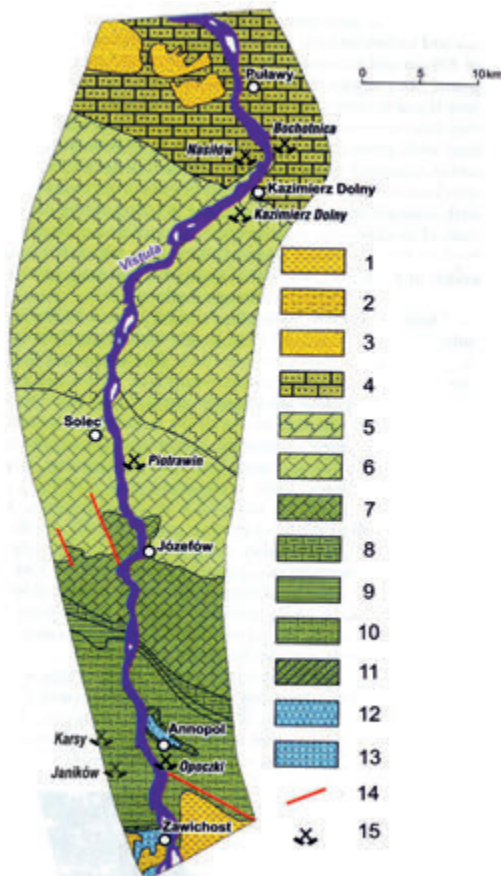 Puławy
0 5 10km
Bochotnica
Nasiłów
Kazimierz Dolny
Kazimierz Dolny
Vistula
1
2
3
4
Solec
5
Piotrawin
6
7
Józefów
8
9
10
11
Annopol
12
Karsy
Opoczki
Janików
13
14
Zawichost
15